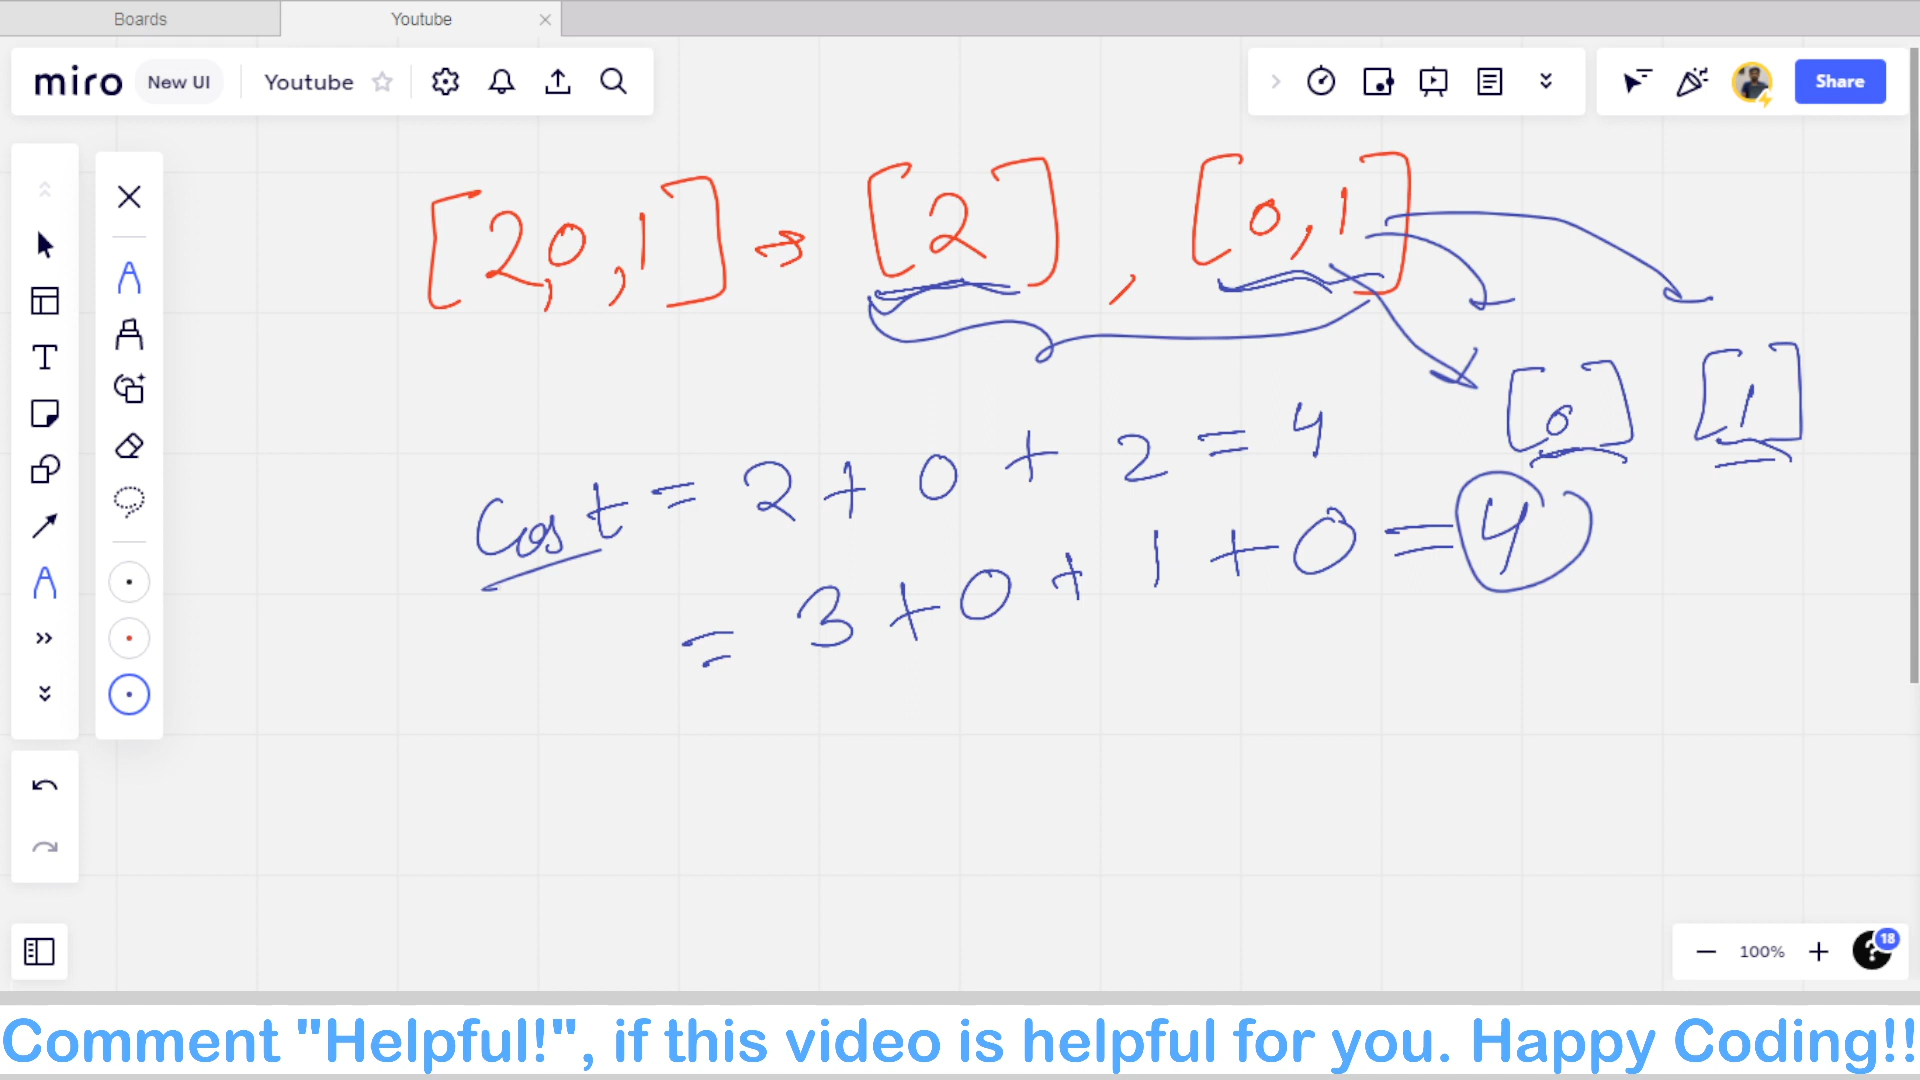 Boards
Youtube
miro New UI Youtube
Share
[2,0,1] → [2] , [0,1]
[0] [1]
Cost = 2 + 0 + 2 = 4
= 3 + 0 + 1 + 0 = 4
100%
18
Comment "Helpful!", if this video is helpful for you. Happy Coding!!